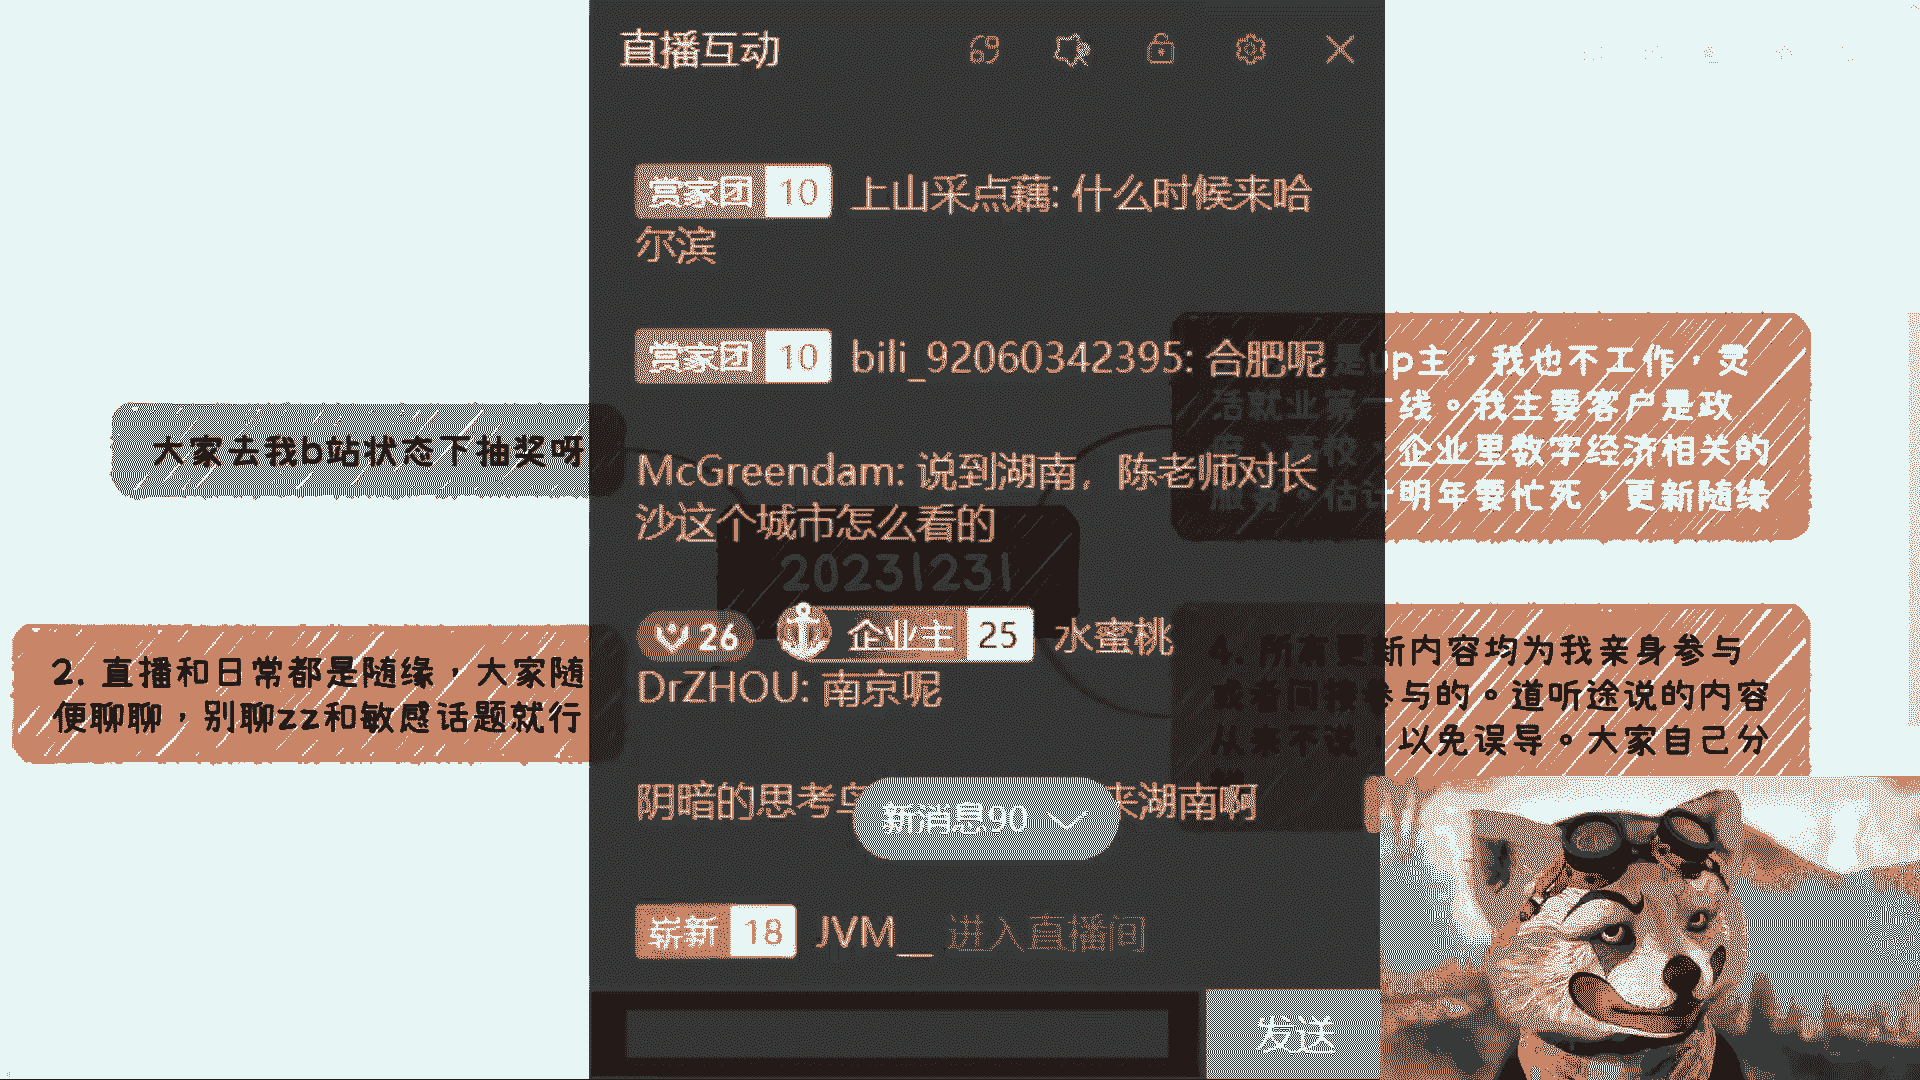 直播互动 69
赏家团 10 上山采点藕: 什么时候来哈
尔滨
赏家团 10 bili_92060342395: 合肥呢
McGreendam: 说到湖南，陈老师对长
沙这个城市怎么看的
26 企业主 25 水蜜桃
DrZHOU: 南京呢
阴暗的思考鸟 来湖南啊
新消息90
崭新 18 JVM__ 进入直播间
发送
大家去我b站状态下抽奖呀
2. 直播和日常都是随缘，大家随
便聊聊，别聊zz和敏感话题就行
20231231
是up主，我也不工作，灵
活就业第一线。我主要客户是政
府、高校，企业里数字经济相关的
服务。估计明年要忙死，更新随缘
4. 所有更新内容均为我亲身参与
或者间接参与的。道听途说的内容
从来不说，以免误导。大家自己分